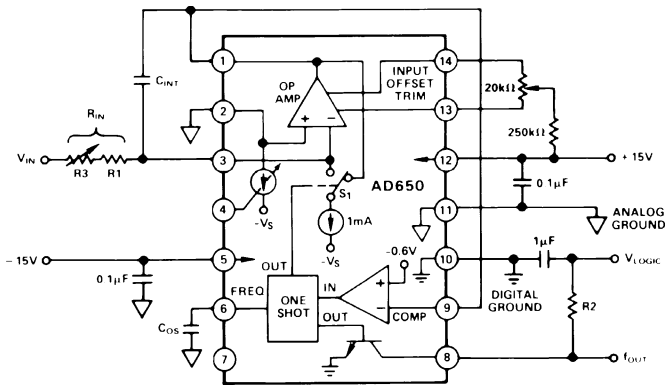 1
14
OP
AMP
INPUT
OFFSET
TRIM
20kΩ
CINT
2
+
−
13
RIN
250kΩ
VIN
R3
R1
3
12
+ 15V
S1
AD650
0 1µF
4
1mA
11
ANALOG
GROUND
-VS
-VS
1µF
- 15V
5
-0.6V
10
VLOGIC
OUT
DIGITAL
GROUND
0 1µF
FREQ
ONE
SHOT
IN
+
−
R2
6
OUT
COMP
9
COS
7
8
fOUT